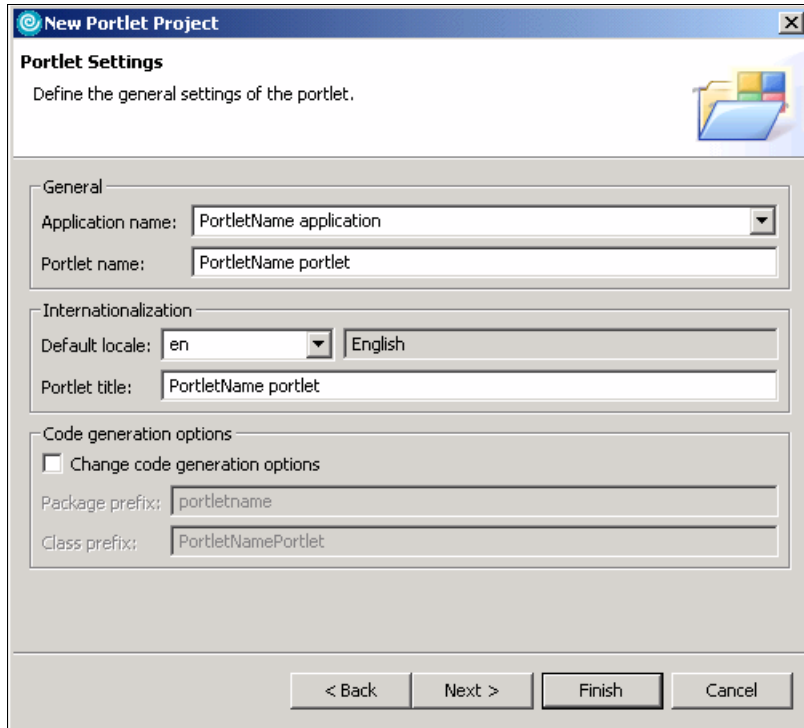 New Portlet Project
Portlet Settings
Define the general settings of the portlet.
General
Application name: PortletName application
Portlet name: PortletName portlet
Internationalization
Default locale: en English
Portlet title: PortletName portlet
Code generation options
Change code generation options
Package prefix: portletname
Class prefix: PortletNamePortlet
< Back Next > Finish Cancel